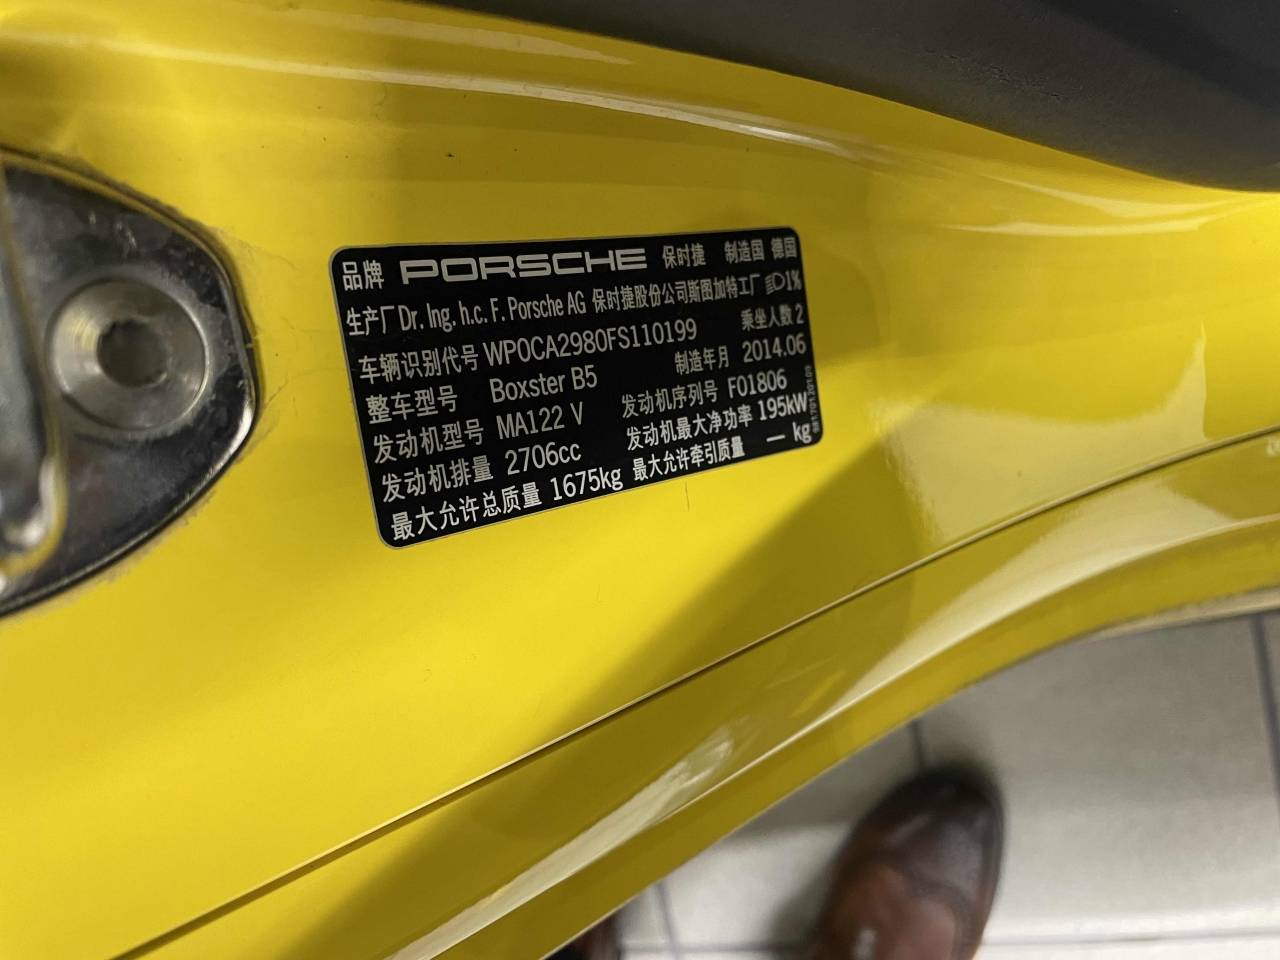 品牌 PORSCHE 保时捷 制造国 德国
生产厂 Dr. Ing. h.c. F. Porsche AG 保时捷股份公司斯图加特工厂 1%
车辆识别代号 WP0CA2980FS110199 乘坐人数 2
整车型号 Boxster B5 制造年月 2014.06
发动机型号 MA122 V 发动机序列号 F01806
发动机排量 2706cc 发动机最大净功率 195kW
最大允许总质量 1675kg 最大允许牵引质量 — kg